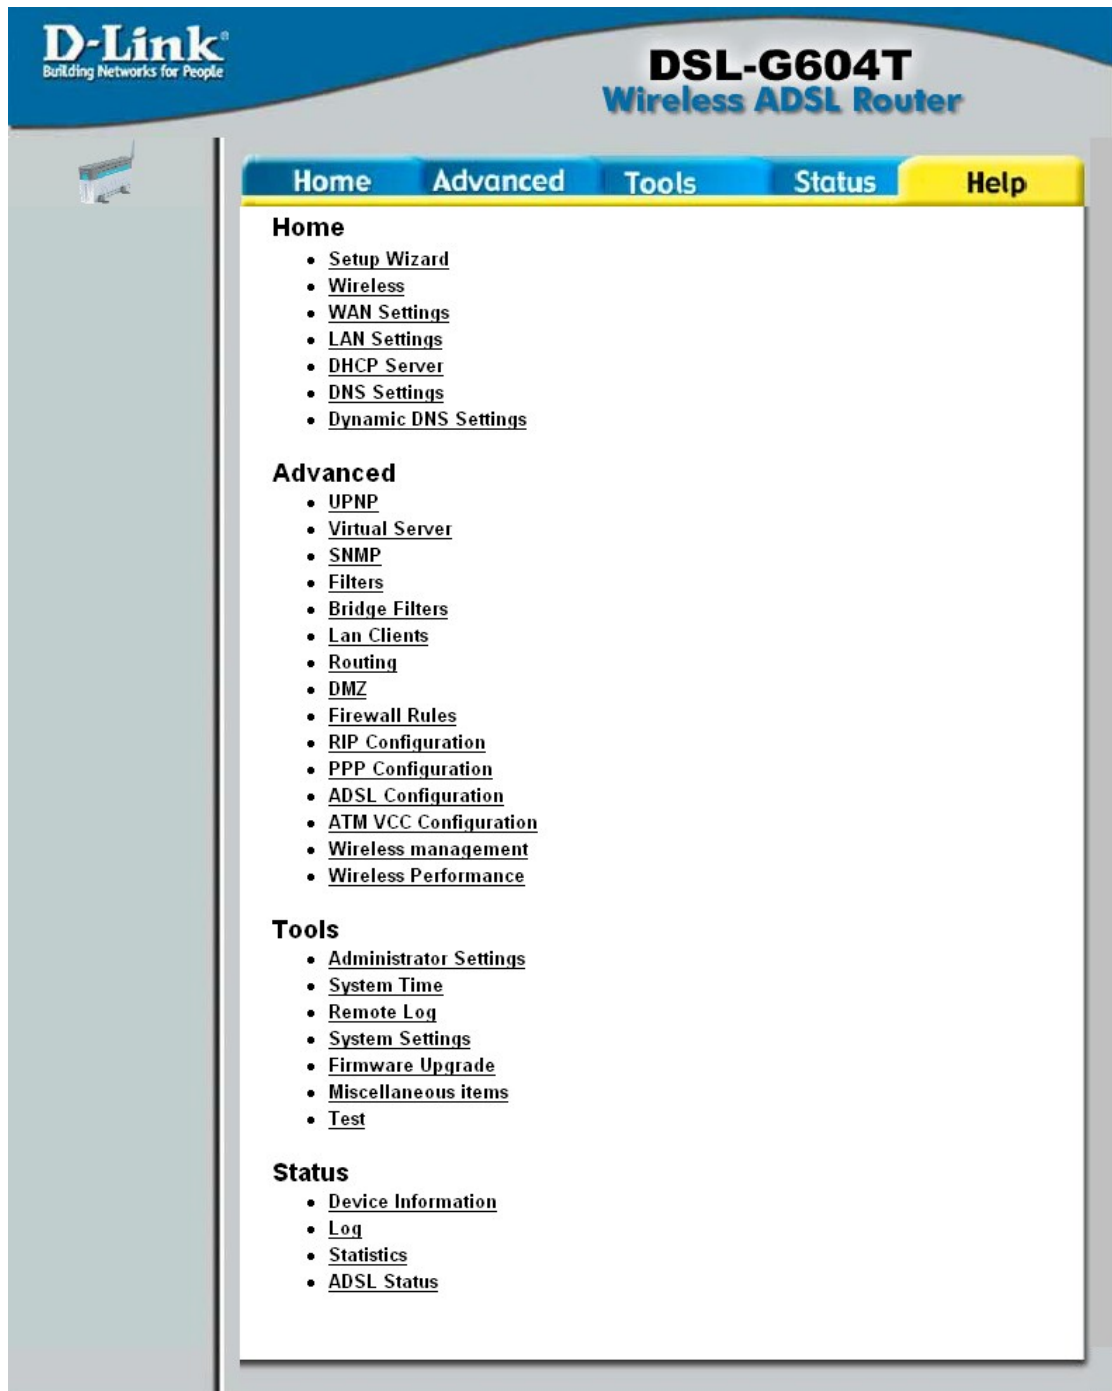 D-Link®
Building Networks for People
DSL-G604T
Wireless ADSL Router
Home Advanced Tools Status Help
Home
Setup Wizard
Wireless
WAN Settings
LAN Settings
DHCP Server
DNS Settings
Dynamic DNS Settings
Advanced
UPNP
Virtual Server
SNMP
Filters
Bridge Filters
Lan Clients
Routing
DMZ
Firewall Rules
RIP Configuration
PPP Configuration
ADSL Configuration
ATM VCC Configuration
Wireless management
Wireless Performance
Tools
Administrator Settings
System Time
Remote Log
System Settings
Firmware Upgrade
Miscellaneous items
Test
Status
Device Information
Log
Statistics
ADSL Status